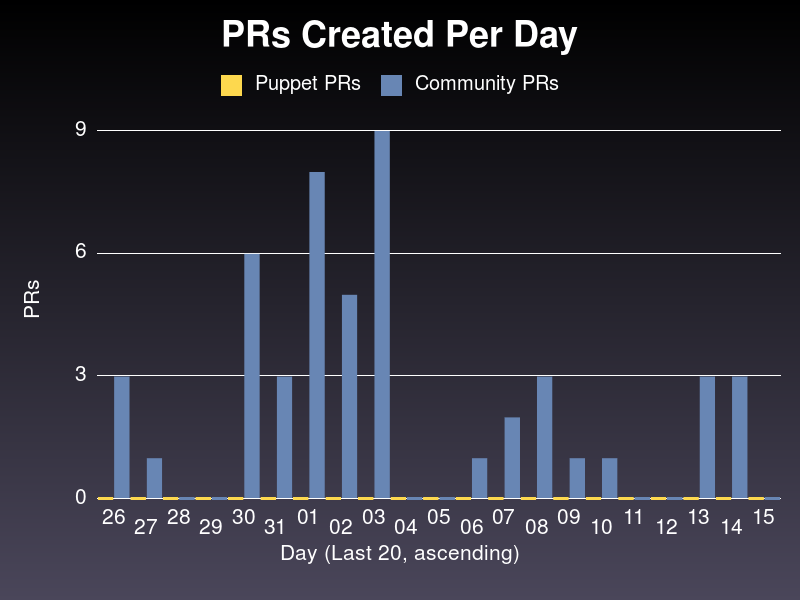 PRs Created Per Day
Puppet PRs Community PRs
9
6
3
0
PRs
26 27 28 29 30 31 01 02 03 04 05 06 07 08 09 10 11 12 13 14 15
Day (Last 20, ascending)